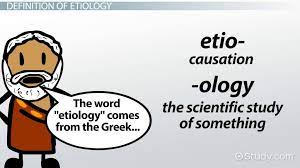 DEFINITION OF ETIOLOGY
The word
"etiology" comes
from the Greek...
etio-
CAUSATION
-ology
the scientific study
of something
Study.com